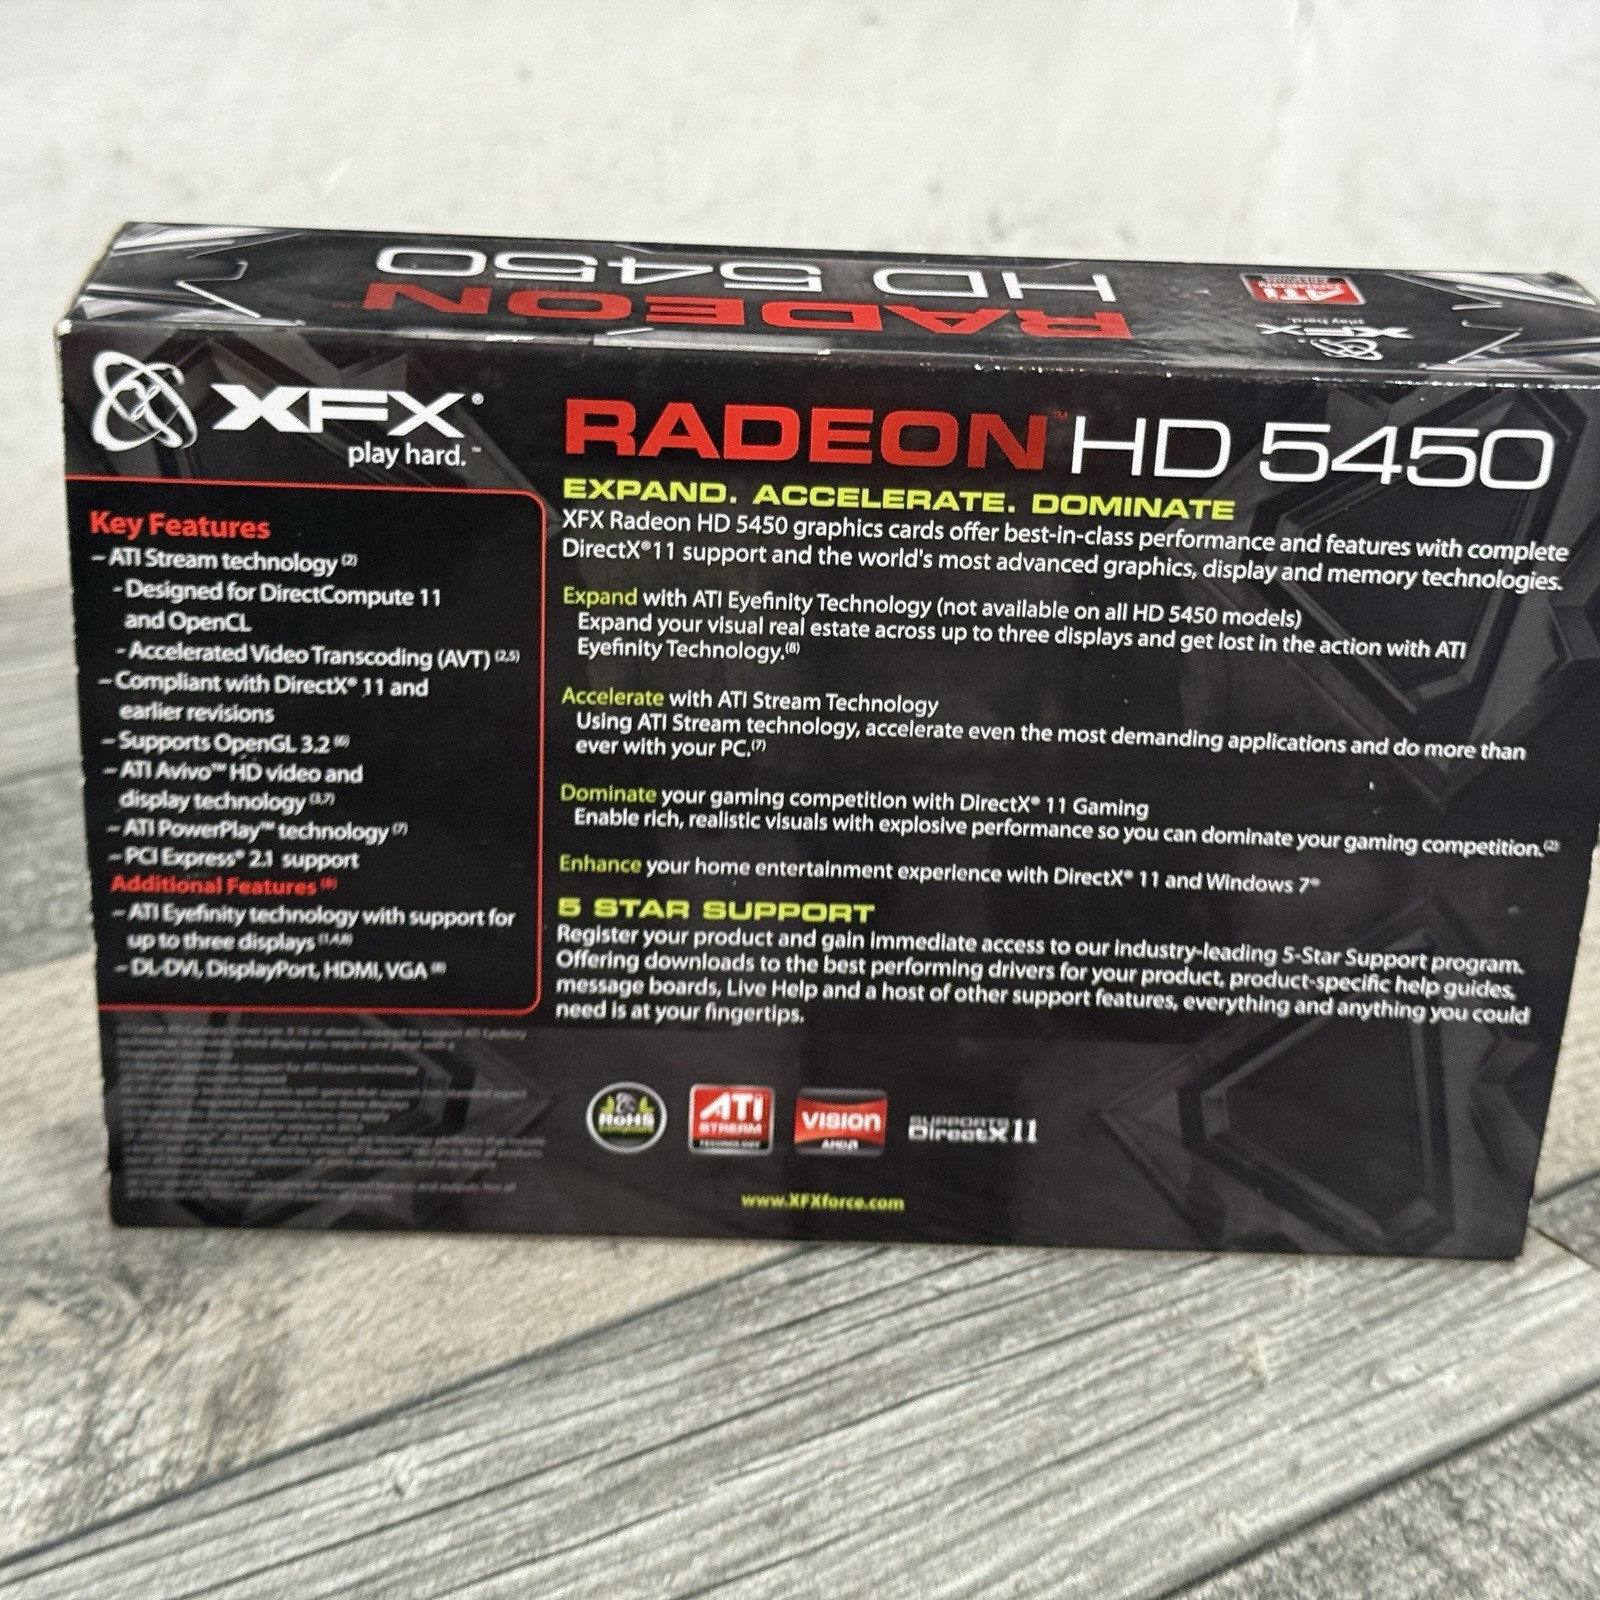 RADEON HD 5450
ATI
RADEON
XFX
play hard.
XFX®
play hard.™
RADEON™ HD 5450
EXPAND. ACCELERATE. DOMINATE
XFX Radeon HD 5450 graphics cards offer best-in-class performance and features with complete
DirectX®11 support and the world's most advanced graphics, display and memory technologies.
Expand with ATI Eyefinity Technology (not available on all HD 5450 models)
Expand your visual real estate across up to three displays and get lost in the action with ATI
Eyefinity Technology.(8)
Accelerate with ATI Stream Technology
Using ATI Stream technology, accelerate even the most demanding applications and do more than
ever with your PC.(7)
Dominate your gaming competition with DirectX® 11 Gaming
Enable rich, realistic visuals with explosive performance so you can dominate your gaming competition.(2)
Enhance your home entertainment experience with DirectX® 11 and Windows 7®
5 STAR SUPPORT
Register your product and gain immediate access to our industry-leading 5-Star Support program.
Offering downloads to the best performing drivers for your product, product-specific help guides,
message boards, Live Help and a host of other support features, everything and anything you could
need is at your fingertips.
Key Features
– ATI Stream technology (2)
- Designed for DirectCompute 11
and OpenCL
- Accelerated Video Transcoding (AVT) (2,5)
– Compliant with DirectX® 11 and
earlier revisions
– Supports OpenGL 3.2 (6)
– ATI Avivo™ HD video and
display technology (3,7)
– ATI PowerPlay™ technology (7)
– PCI Express® 2.1 support
Additional Features (8)
– ATI Eyefinity technology with support for
up to three displays (1,4,8)
– DL-DVI, DisplayPort, HDMI, VGA (8)
RoHS
ATI
STREAM
TECHNOLOGY
VISION
AMD
SUPPORTS
DirectX 11
www.XFXforce.com